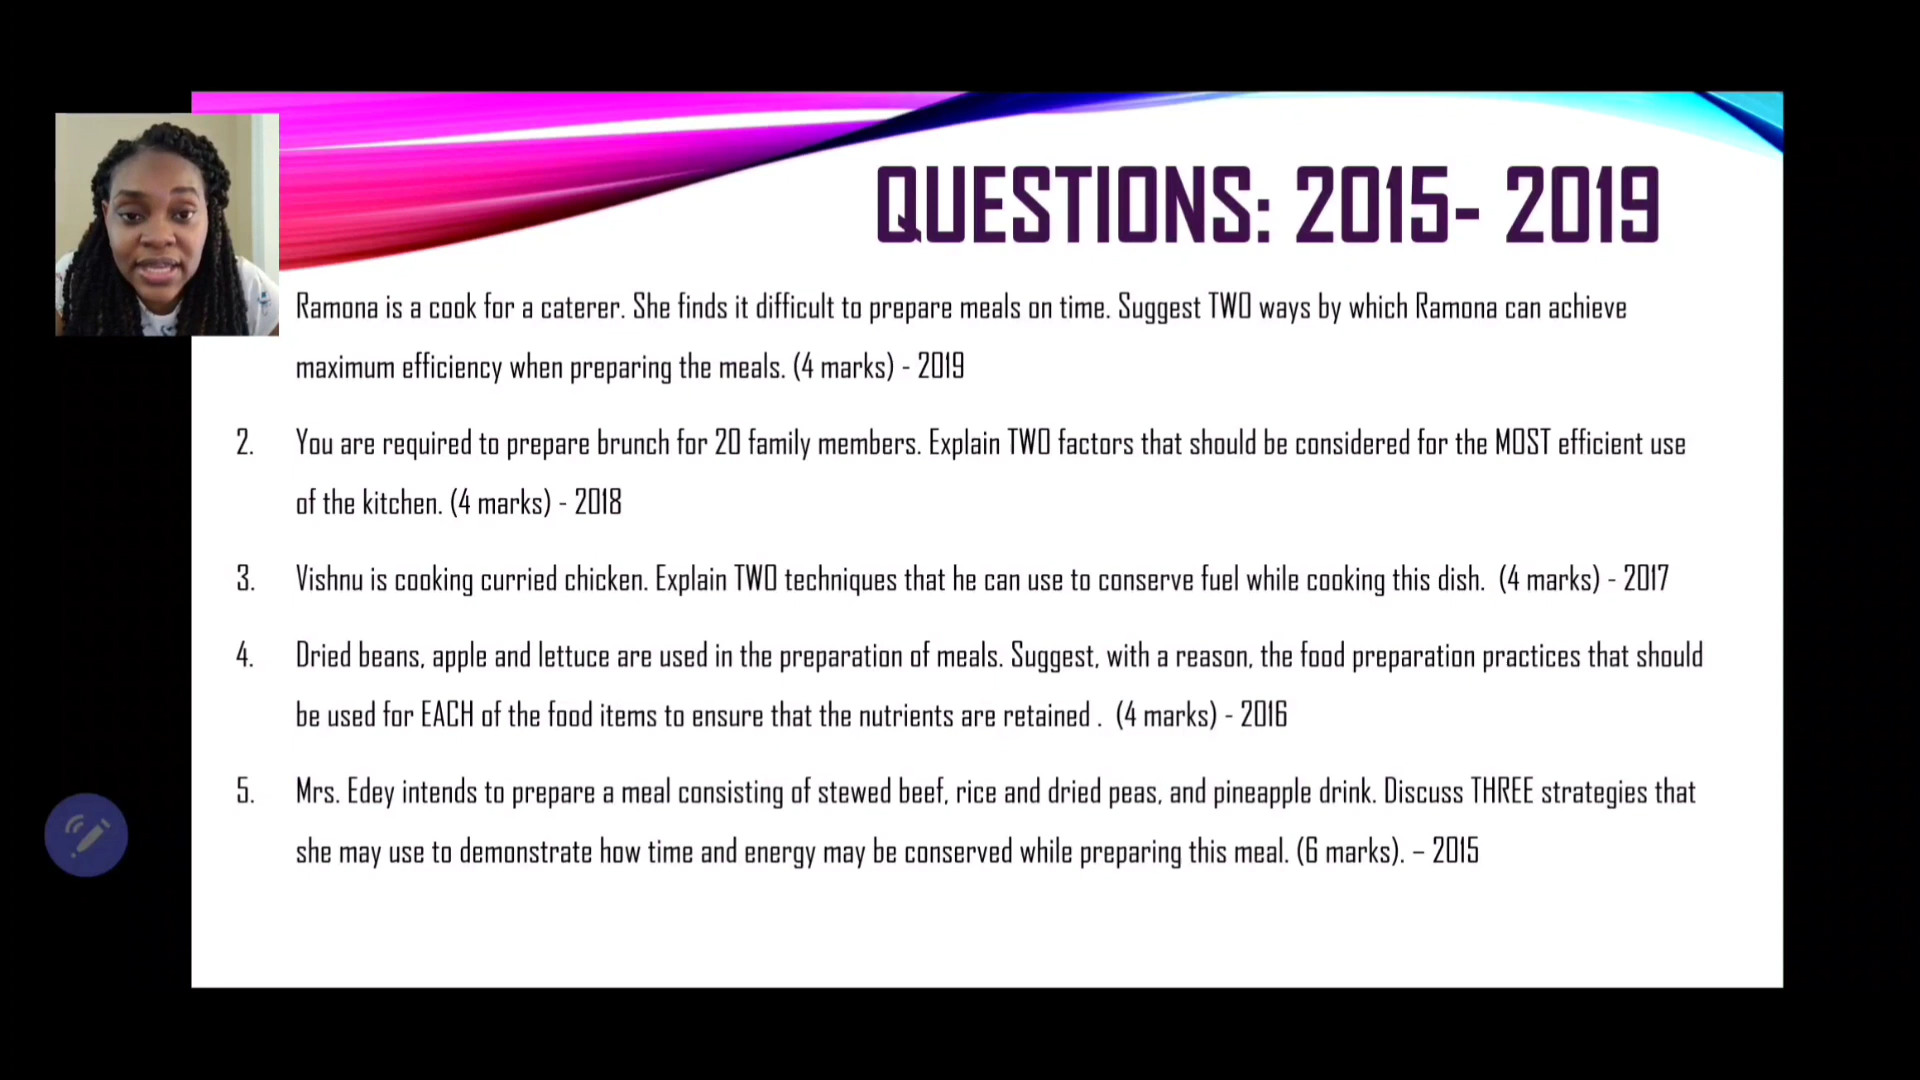 QUESTIONS: 2015- 2019
Ramona is a cook for a caterer. She finds it difficult to prepare meals on time. Suggest TWO ways by which Ramona can achieve
maximum efficiency when preparing the meals. (4 marks) - 2019
2. You are required to prepare brunch for 20 family members. Explain TWO factors that should be considered for the MOST efficient use
of the kitchen. (4 marks) - 2018
3. Vishnu is cooking curried chicken. Explain TWO techniques that he can use to conserve fuel while cooking this dish. (4 marks) - 2017
4. Dried beans, apple and lettuce are used in the preparation of meals. Suggest, with a reason, the food preparation practices that should
be used for EACH of the food items to ensure that the nutrients are retained . (4 marks) - 2016
5. Mrs. Edey intends to prepare a meal consisting of stewed beef, rice and dried peas, and pineapple drink. Discuss THREE strategies that
she may use to demonstrate how time and energy may be conserved while preparing this meal. (6 marks). – 2015